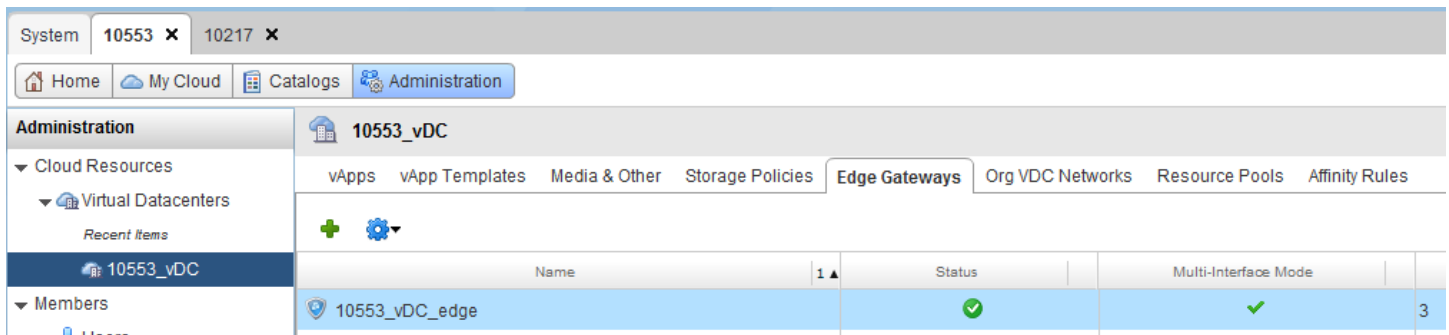 System 10553 × 10217 ×
Home My Cloud Catalogs Administration
Administration
10553_vDC
Cloud Resources
vApps vApp Templates Media & Other Storage Policies Edge Gateways Org VDC Networks Resource Pools Affinity Rules
Virtual Datacenters
Recent Items
10553_vDC
Name 1 ▲ Status Multi-Interface Mode
Members
10553_vDC_edge 3